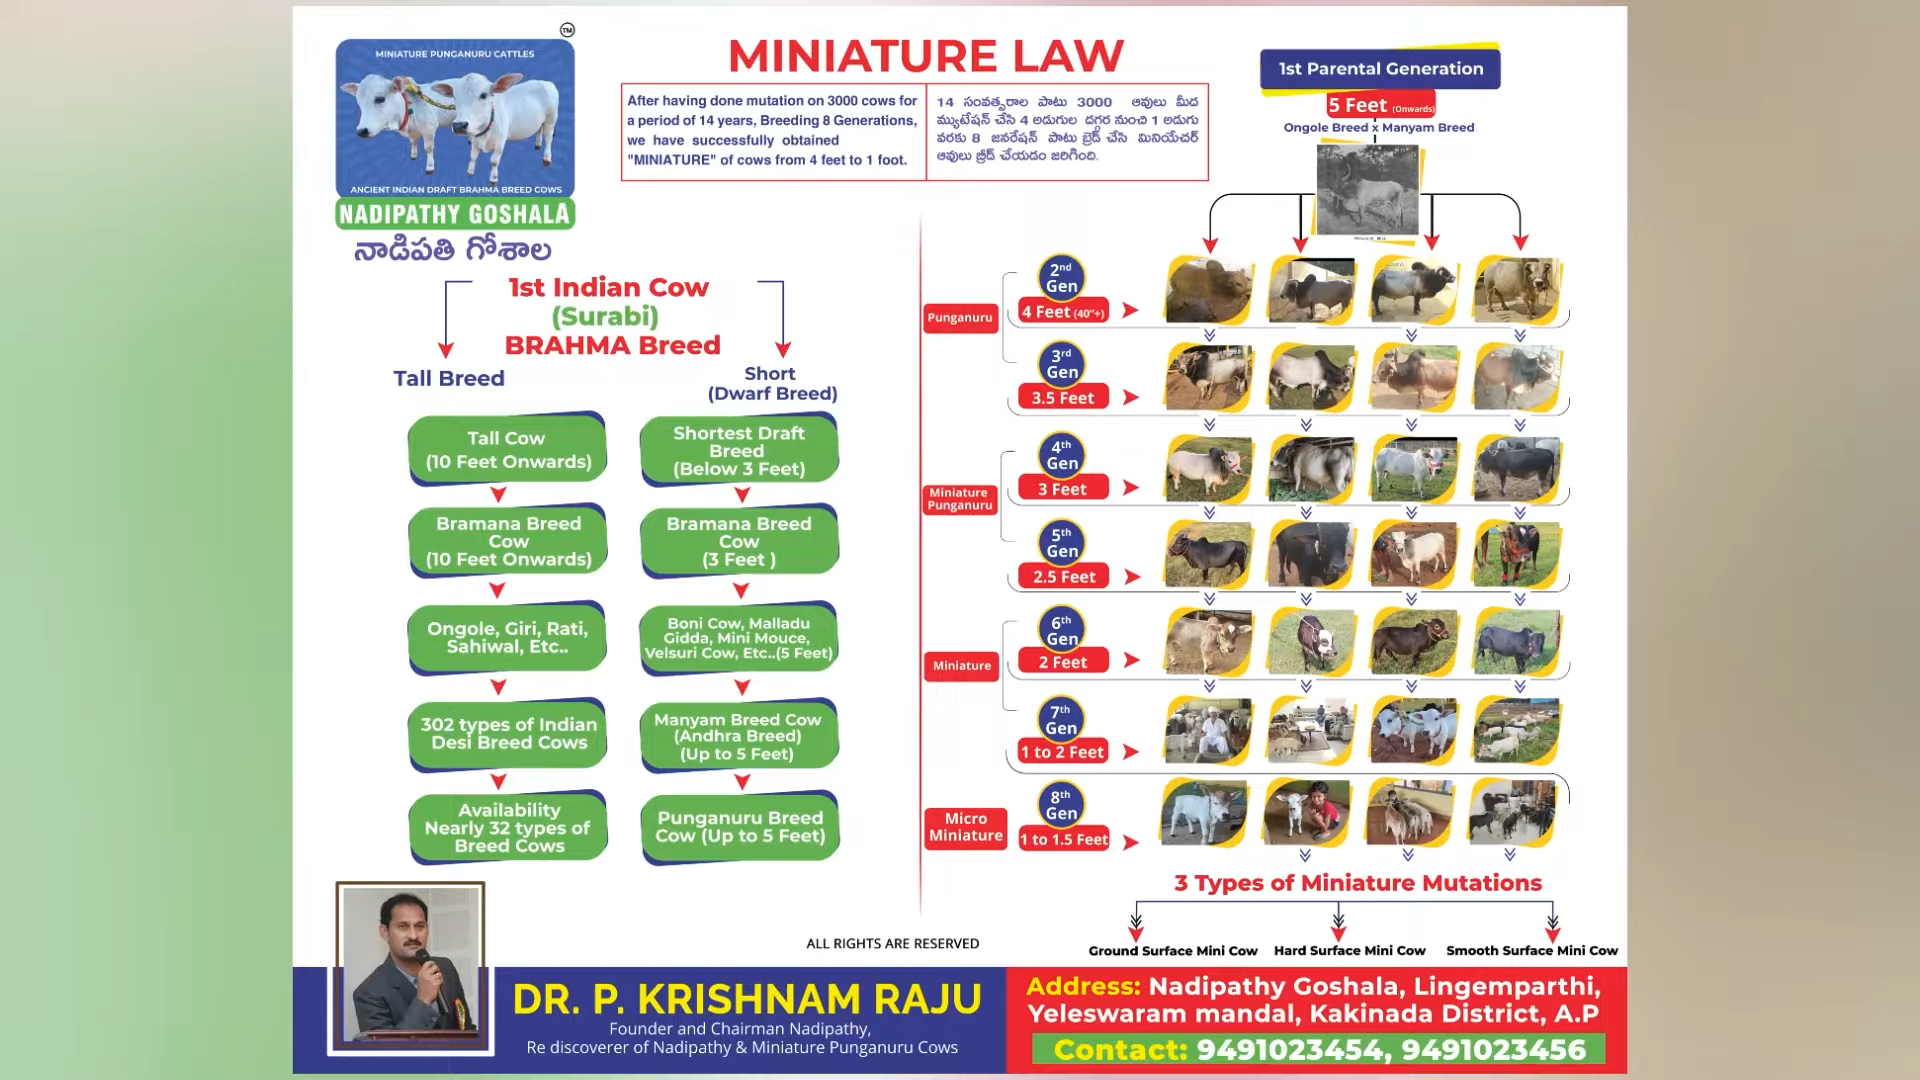 TM
MINIATURE PUNGANURU CATTLES
ANCIENT INDIAN DRAFT BRAHMA BREED COWS
NADIPATHY GOSHALA
నాడిపతి గోశాల
MINIATURE LAW
After having done mutation on 3000 cows for
a period of 14 years, Breeding 8 Generations,
we have successfully obtained
"MINIATURE" of cows from 4 feet to 1 foot.
14 సంవత్సరాల పాటు 3000 ఆవులు మీద
మ్యుటేషన్ చేసి 4 అడుగుల దగ్గర నుంచి 1 అడుగు
వరకు 8 జనరేషన్ పాటు బ్రెడ్ చేసి మినియేచర్
ఆవులు బ్రీడ్ చేయడం జరిగింది.
1st Indian Cow
(Surabi)
BRAHMA Breed
Tall Breed
Tall Cow
(10 Feet Onwards)
Bramana Breed
Cow
(10 Feet Onwards)
Ongole, Giri, Rati,
Sahiwal, Etc..
302 types of Indian
Desi Breed Cows
Availability
Nearly 32 types of
Breed Cows
Short
(Dwarf Breed)
Shortest Draft
Breed
(Below 3 Feet)
Bramana Breed
Cow
(3 Feet )
Boni Cow, Malladu
Gidda, Mini Mouce,
Velsuri Cow, Etc..(5 Feet)
Manyam Breed Cow
(Andhra Breed)
(Up to 5 Feet)
Punganuru Breed
Cow (Up to 5 Feet)
1st Parental Generation
5 Feet (Onwards)
Ongole Breed x Manyam Breed
Punganuru
2nd
Gen
4 Feet (40"+)
3rd
Gen
3.5 Feet
Miniature
Punganuru
4th
Gen
3 Feet
5th
Gen
2.5 Feet
Miniature
6th
Gen
2 Feet
7th
Gen
1 to 2 Feet
Micro
Miniature
8th
Gen
1 to 1.5 Feet
3 Types of Miniature Mutations
Ground Surface Mini Cow
Hard Surface Mini Cow
Smooth Surface Mini Cow
ALL RIGHTS ARE RESERVED
DR. P. KRISHNAM RAJU
Founder and Chairman Nadipathy,
Re discoverer of Nadipathy & Miniature Punganuru Cows
Address: Nadipathy Goshala, Lingemparthi,
Yeleswaram mandal, Kakinada District, A.P
Contact: 9491023454, 9491023456